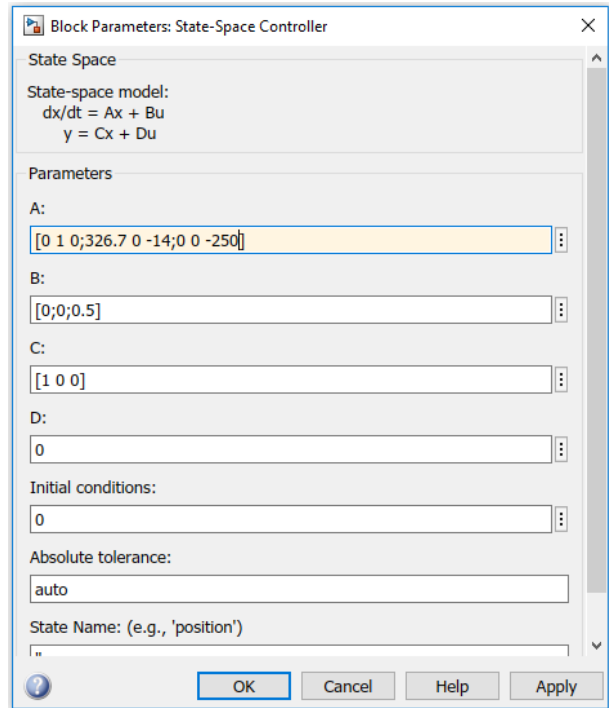 Block Parameters: State-Space Controller
State Space
State-space model:
dx/dt = Ax + Bu
y = Cx + Du
Parameters
A:
[0 1 0;326.7 0 -14;0 0 -250]
B:
[0;0;0.5]
C:
[1 0 0]
D:
0
Initial conditions:
0
Absolute tolerance:
auto
State Name: (e.g., 'position')
''
OK Cancel Help Apply